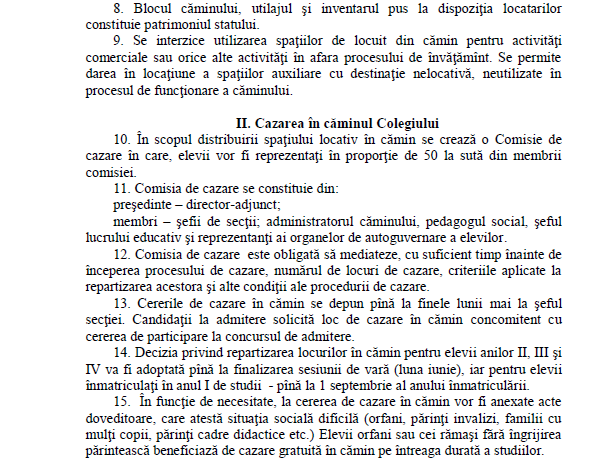 8. Blocul căminului, utilajul şi inventarul pus la dispoziţia locatarilor
constituie patrimoniul statului.
9. Se interzice utilizarea spaţiilor de locuit din cămin pentru activităţi
comerciale sau orice alte activităţi în afara procesului de învăţămînt. Se permite
darea în locaţiune a spaţiilor auxiliare cu destinaţie nelocativă, neutilizate în
procesul de funcţionare a căminului.
II. Cazarea în căminul Colegiului
10. În scopul distribuirii spaţiului locativ în cămin se crează o Comisie de
cazare în care, elevii vor fi reprezentaţi în proporţie de 50 la sută din membrii
comisiei.
11. Comisia de cazare se constituie din:
preşedinte – director-adjunct;
membri – şefii de secţii; administratorul căminului, pedagogul social, şeful
lucrului educativ şi reprezentanţi ai organelor de autoguvernare a elevilor.
12. Comisia de cazare este obligată să mediateze, cu suficient timp înainte de
începerea procesului de cazare, numărul de locuri de cazare, criteriile aplicate la
repartizarea acestora şi alte condiţii ale procedurii de cazare.
13. Cererile de cazare în cămin se depun pînă la finele lunii mai la şeful
secţiei. Candidaţii la admitere solicită loc de cazare în cămin concomitent cu
cererea de participare la concursul de admitere.
14. Decizia privind repartizarea locurilor în cămin pentru elevii anilor II, III şi
IV va fi adoptată pînă la finalizarea sesiunii de vară (luna iunie), iar pentru elevii
înmatriculaţi în anul I de studii - pînă la 1 septembrie al anului înmatriculării.
15. În funcţie de necesitate, la cererea de cazare în cămin vor fi anexate acte
doveditoare, care atestă situaţia socială dificilă (orfani, părinţi invalizi, familii cu
mulţi copii, părinţi cadre didactice etc.) Elevii orfani sau cei rămaşi fără îngrijirea
părintească beneficiază de cazare gratuită în cămin pe întreaga durată a studiilor.